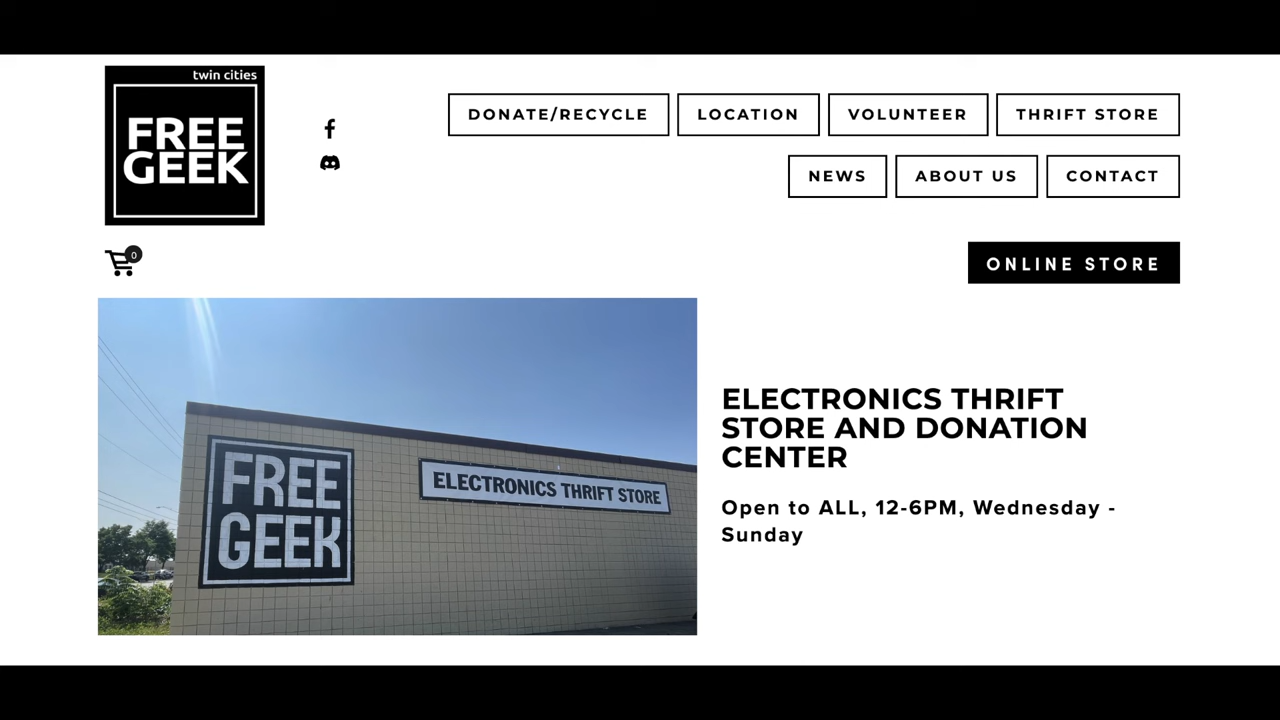 twin cities
FREE
GEEK
DONATE/RECYCLE
LOCATION
VOLUNTEER
THRIFT STORE
NEWS
ABOUT US
CONTACT
0
ONLINE STORE
FREE
GEEK
ELECTRONICS THRIFT STORE
ELECTRONICS THRIFT
STORE AND DONATION
CENTER
Open to ALL, 12-6PM, Wednesday -
Sunday